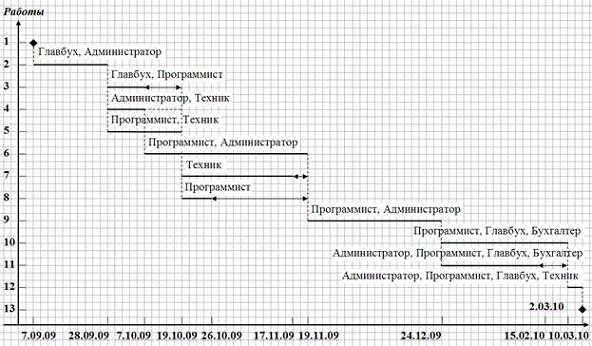 Работы
1
Главбух, Администратор
2
Главбух, Программист
3
Администратор, Техник
4
Программист, Техник
5
Программист, Администратор
6
Техник
7
Программист
8
Программист, Администратор
9
Программист, Главбух, Бухгалтер
10
Администратор, Программист, Главбух, Бухгалтер
11
Администратор, Программист, Главбух, Техник
12
2.03.10
13
7.09.09 28.09.09 7.10.09 19.10.09 26.10.09 17.11.09 19.11.09 24.12.09 15.02.10 10.03.10